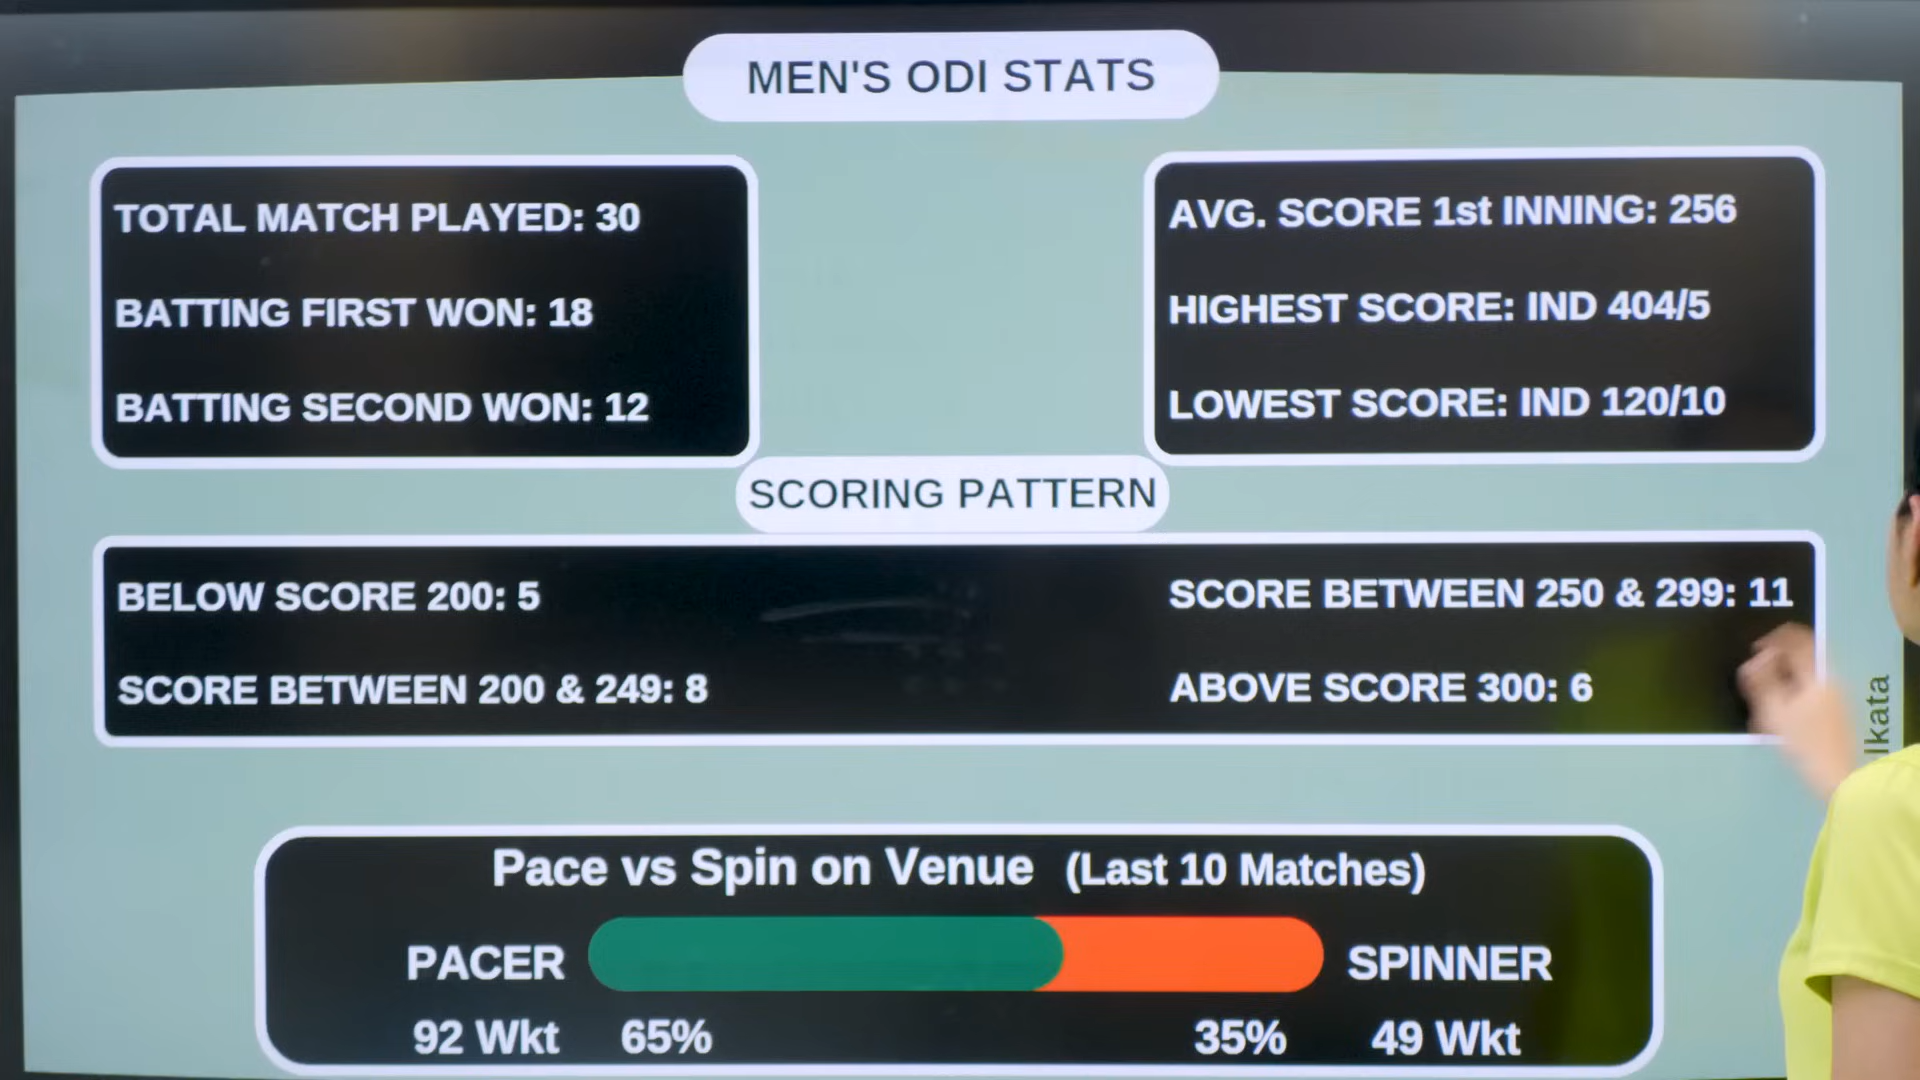 MEN'S ODI STATS
TOTAL MATCH PLAYED: 30
BATTING FIRST WON: 18
BATTING SECOND WON: 12
AVG. SCORE 1st INNING: 256
HIGHEST SCORE: IND 404/5
LOWEST SCORE: IND 120/10
SCORING PATTERN
BELOW SCORE 200: 5
SCORE BETWEEN 200 & 249: 8
SCORE BETWEEN 250 & 299: 11
ABOVE SCORE 300: 6
lkata
Pace vs Spin on Venue (Last 10 Matches)
PACER
SPINNER
92 Wkt 65%
35% 49 Wkt